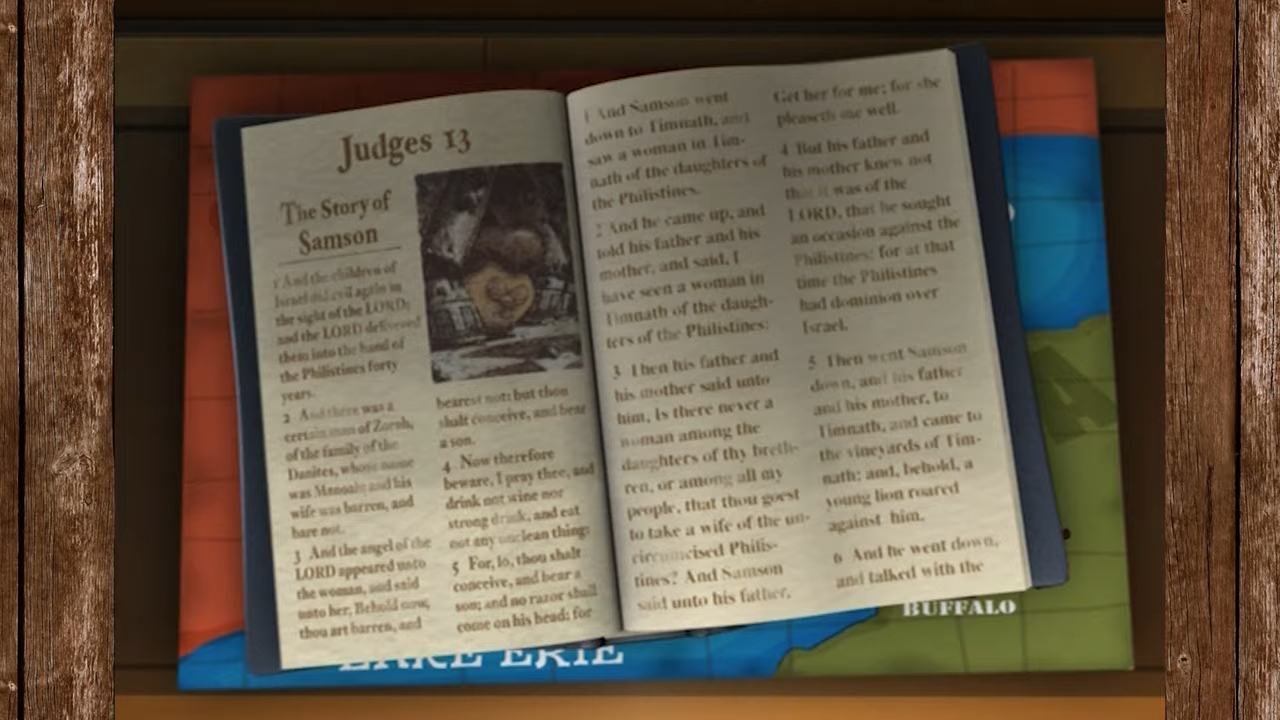 Judges 13
The Story of
Samson
1 And the children of
Israel did evil again in
the sight of the LORD;
and the LORD delivered
them into the hand of
the Philistines forty
years.
2 And there was a
certain man of Zorah,
of the family of the
Danites, whose name
was Manoah; and his
wife was barren, and
bare not.
3 And the angel of the
LORD appeared unto
the woman, and said
unto her, Behold now,
thou art barren, and
bearest not: but thou
shalt conceive, and bear
a son.
4 Now therefore
beware, I pray thee, and
drink not wine nor
strong drink, and eat
not any unclean thing:
5 For, lo, thou shalt
conceive, and bear a
son; and no razor shall
come on his head: for
1 And Samson went
down to Timnath, and
saw a woman in Tim-
nath of the daughters of
the Philistines.
2 And he came up, and
told his father and his
mother, and said, I
have seen a woman in
Timnath of the daugh-
ters of the Philistines:
3 Then his father and
his mother said unto
him, Is there never a
woman among the
daughters of thy breth-
ren, or among all my
people, that thou goest
to take a wife of the un-
circumcised Philis-
tines? And Samson
said unto his father,
Get her for me; for she
pleaseth me well.
4 But his father and
his mother knew not
that it was of the
LORD, that he sought
an occasion against the
Philistines: for at that
time the Philistines
had dominion over
Israel.
5 Then went Samson
down, and his father
and his mother, to
Timnath, and came to
the vineyards of Tim-
nath: and, behold, a
young lion roared
against him.
6 And he went down,
and talked with the
BUFFALO
LAKE ERIE